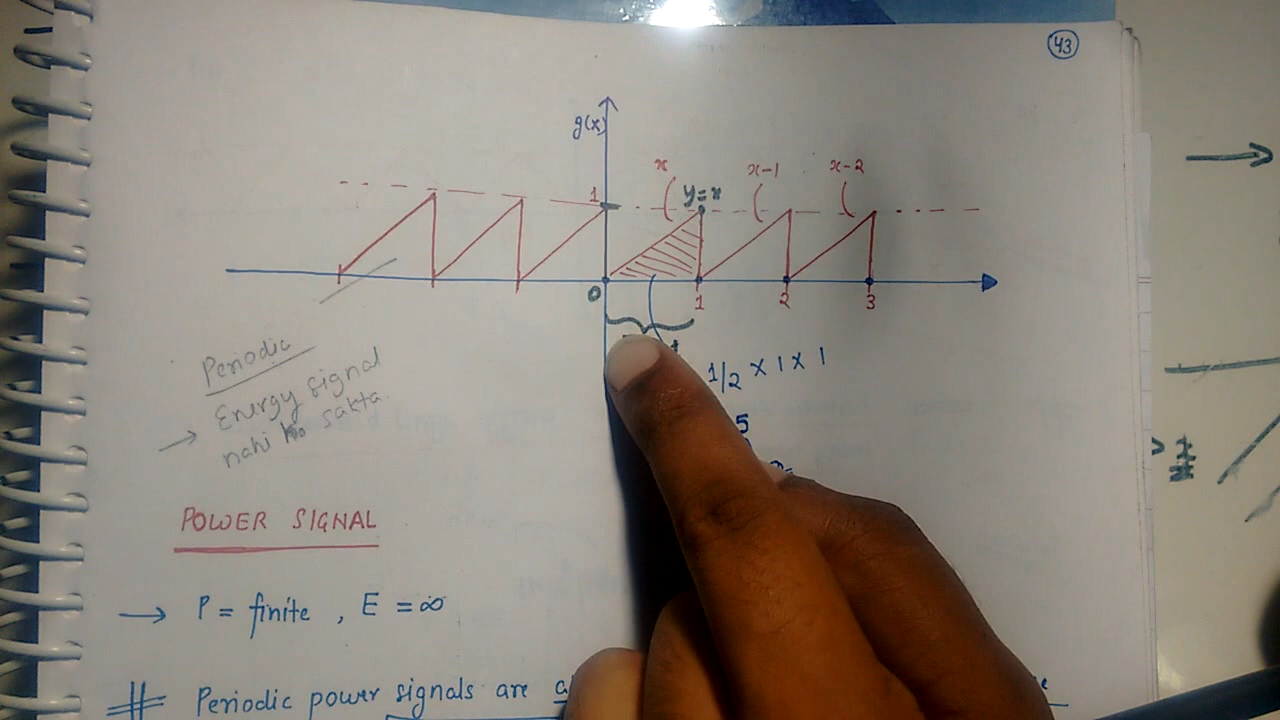 43
g(x)
x x-1 x-2
1 y=x
0 1 2 3
1/2 x 1 x 1
5
Periodic
→ Energy signal
nahi ho sakta.
POWER SIGNAL
→ P = finite , E = ∞
# Periodic power signals are